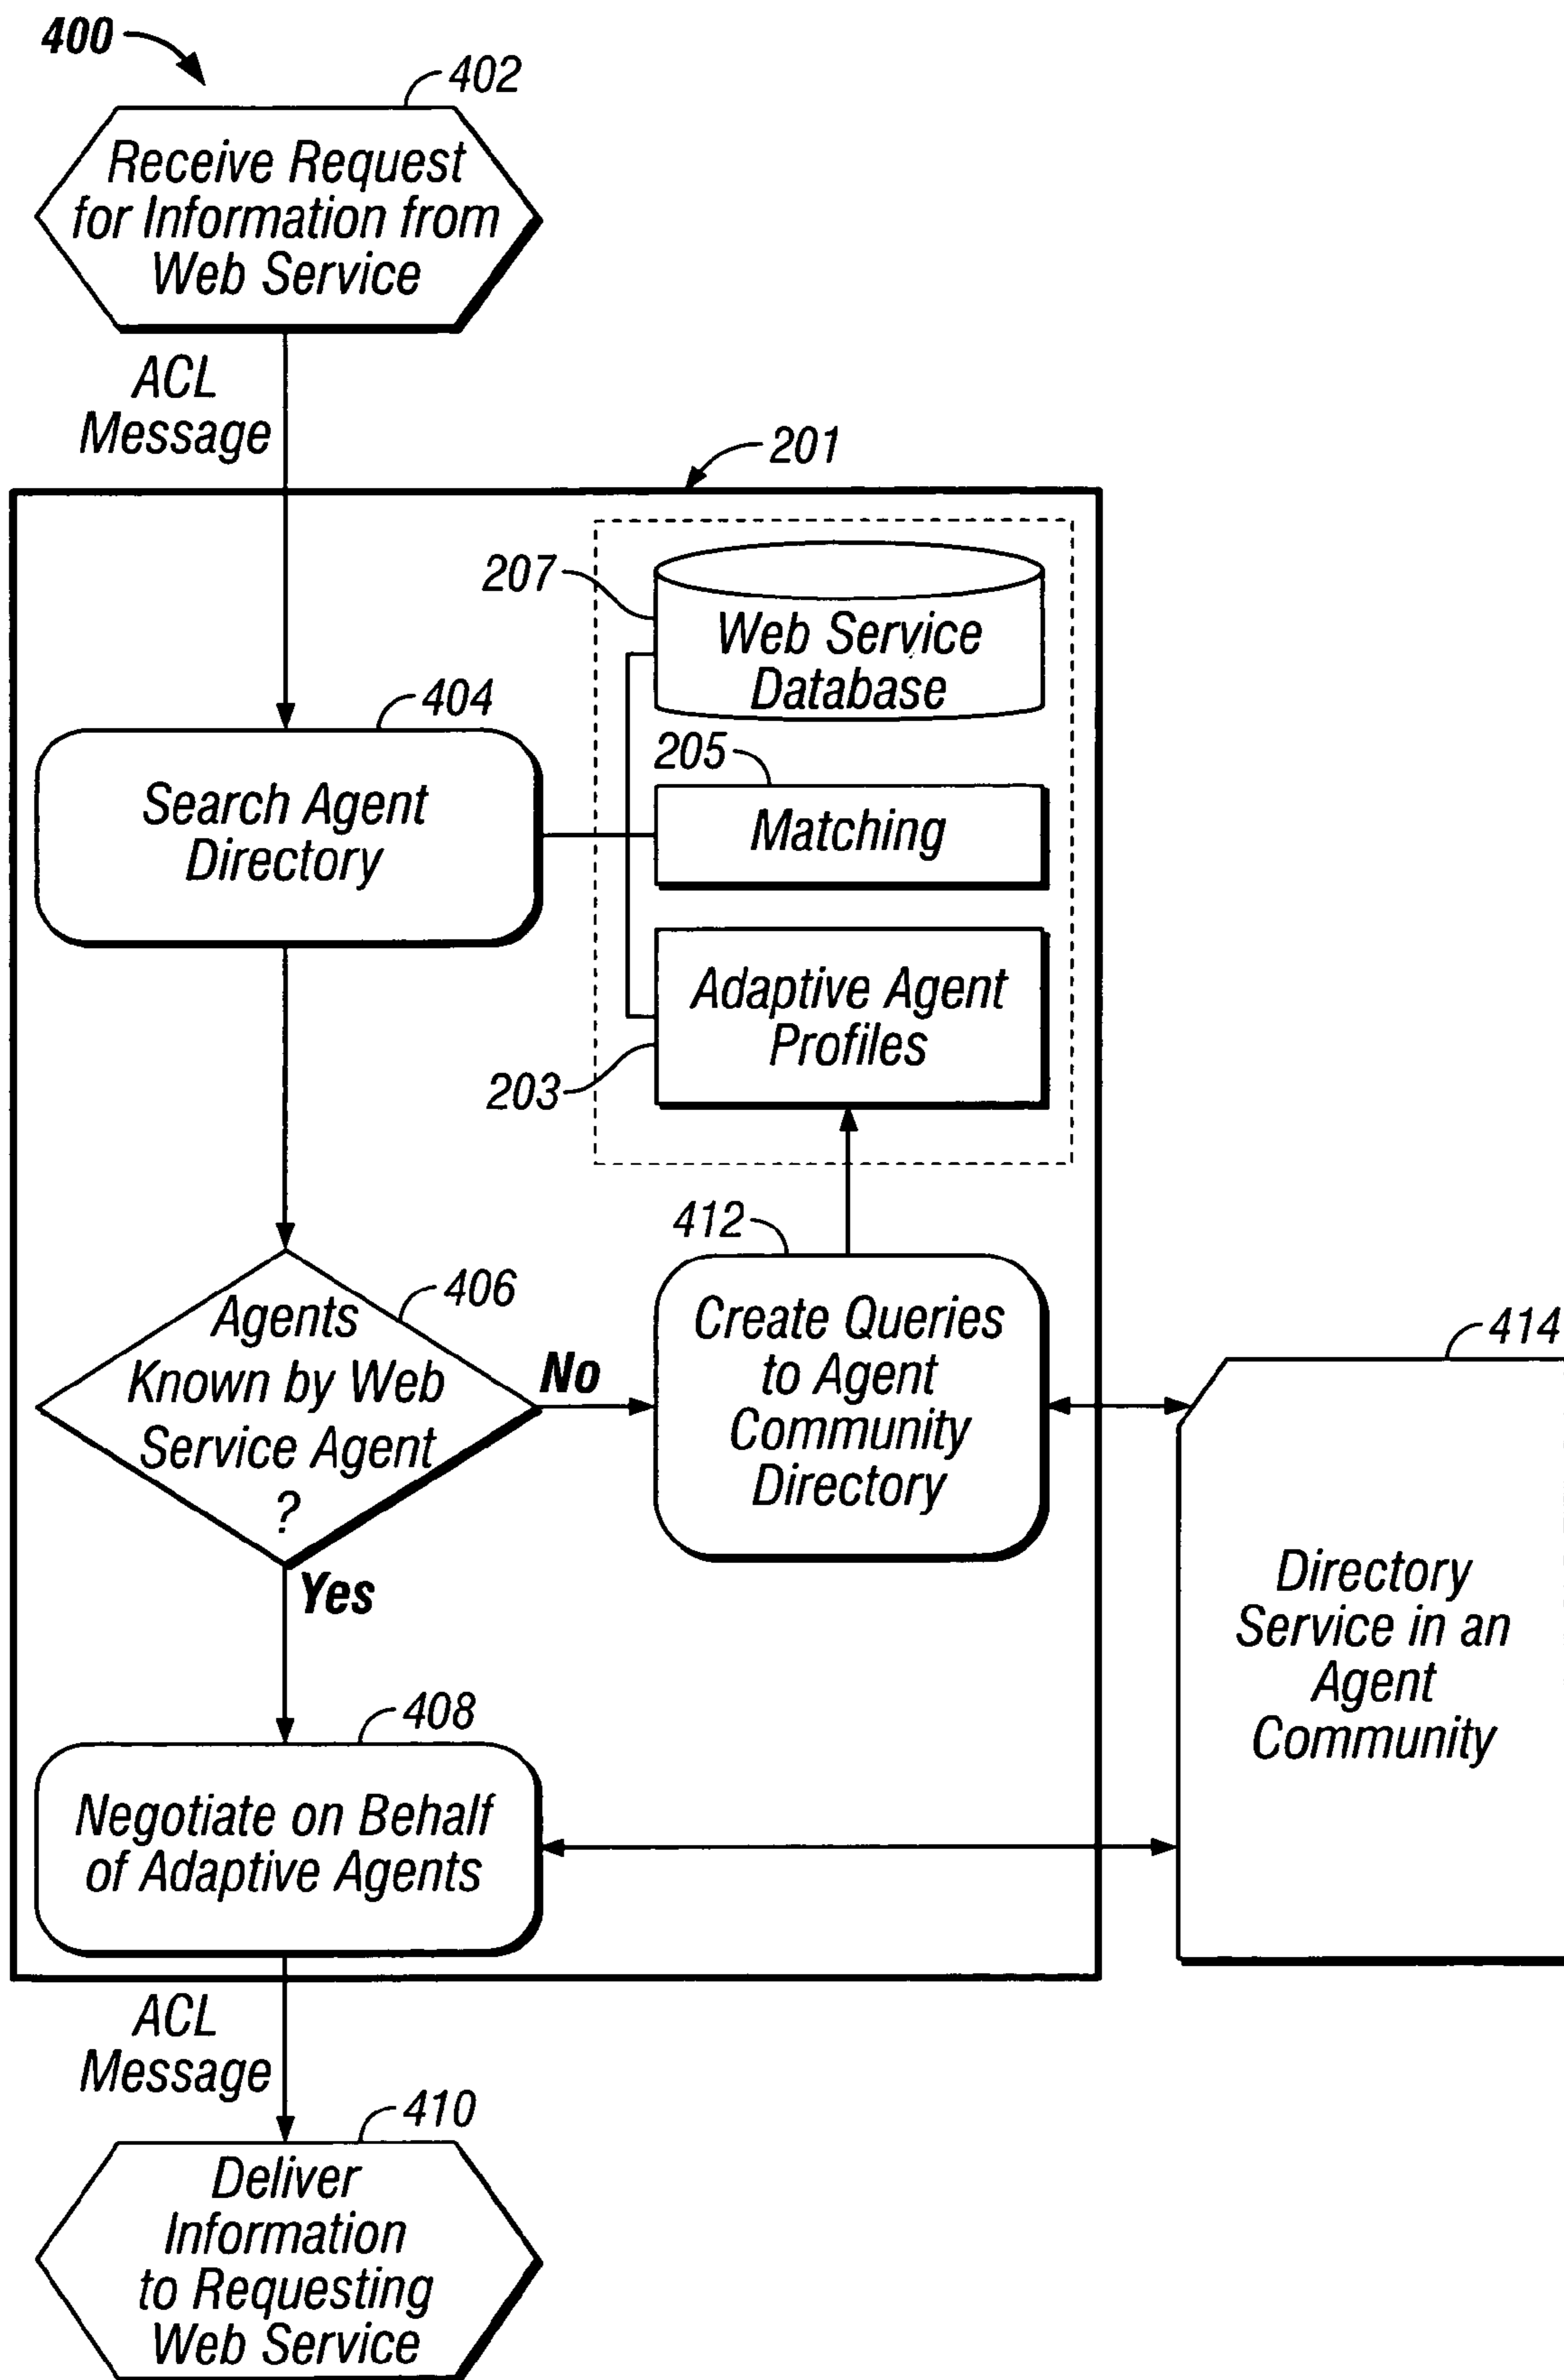 400
402
Receive Request
for Information from
Web Service
ACL
Message
201
207
Web Service
Database
404
205
Search Agent
Directory
Matching
Adaptive Agent
Profiles
203
412
406
Agents
Known by Web
Service Agent
?
No
Create Queries
to Agent
Community
Directory
414
Yes
Directory
Service in an
Agent
Community
408
Negotiate on Behalf
of Adaptive Agents
ACL
Message
410
Deliver
Information
to Requesting
Web Service